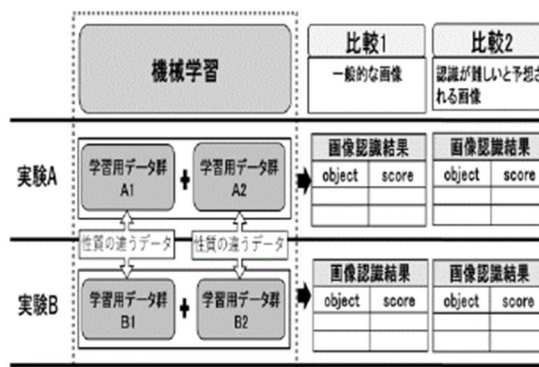 機械学習
比較1
一般的な画像
比較2
認識が難しいと予想さ
れる画像
実験A
学習用データ群
A1
+
学習用データ群
A2
画像認識結果
object score
画像認識結果
object score
性質の違うデータ
性質の違うデータ
実験B
学習用データ群
B1
+
学習用データ群
B2
画像認識結果
object score
画像認識結果
object score